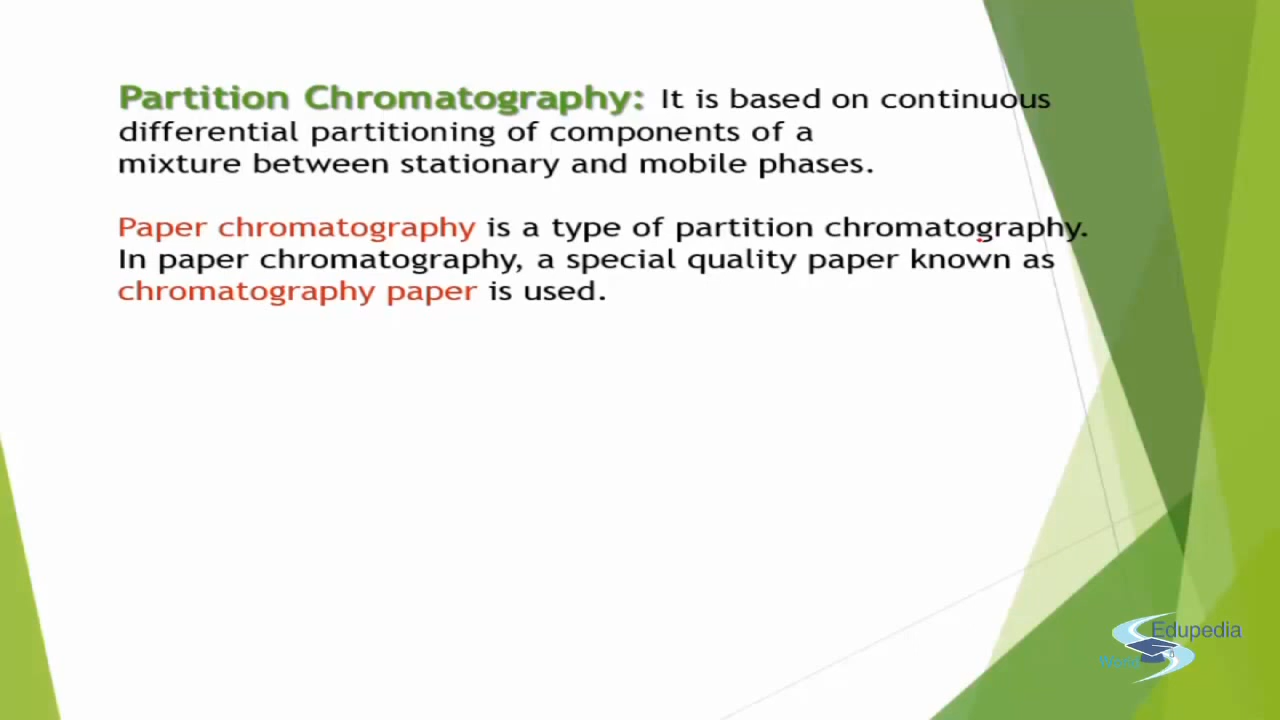 Partition Chromatography: It is based on continuous
differential partitioning of components of a
mixture between stationary and mobile phases.
Paper chromatography is a type of partition chromatography.
In paper chromatography, a special quality paper known as
chromatography paper is used.
Edupedia
World